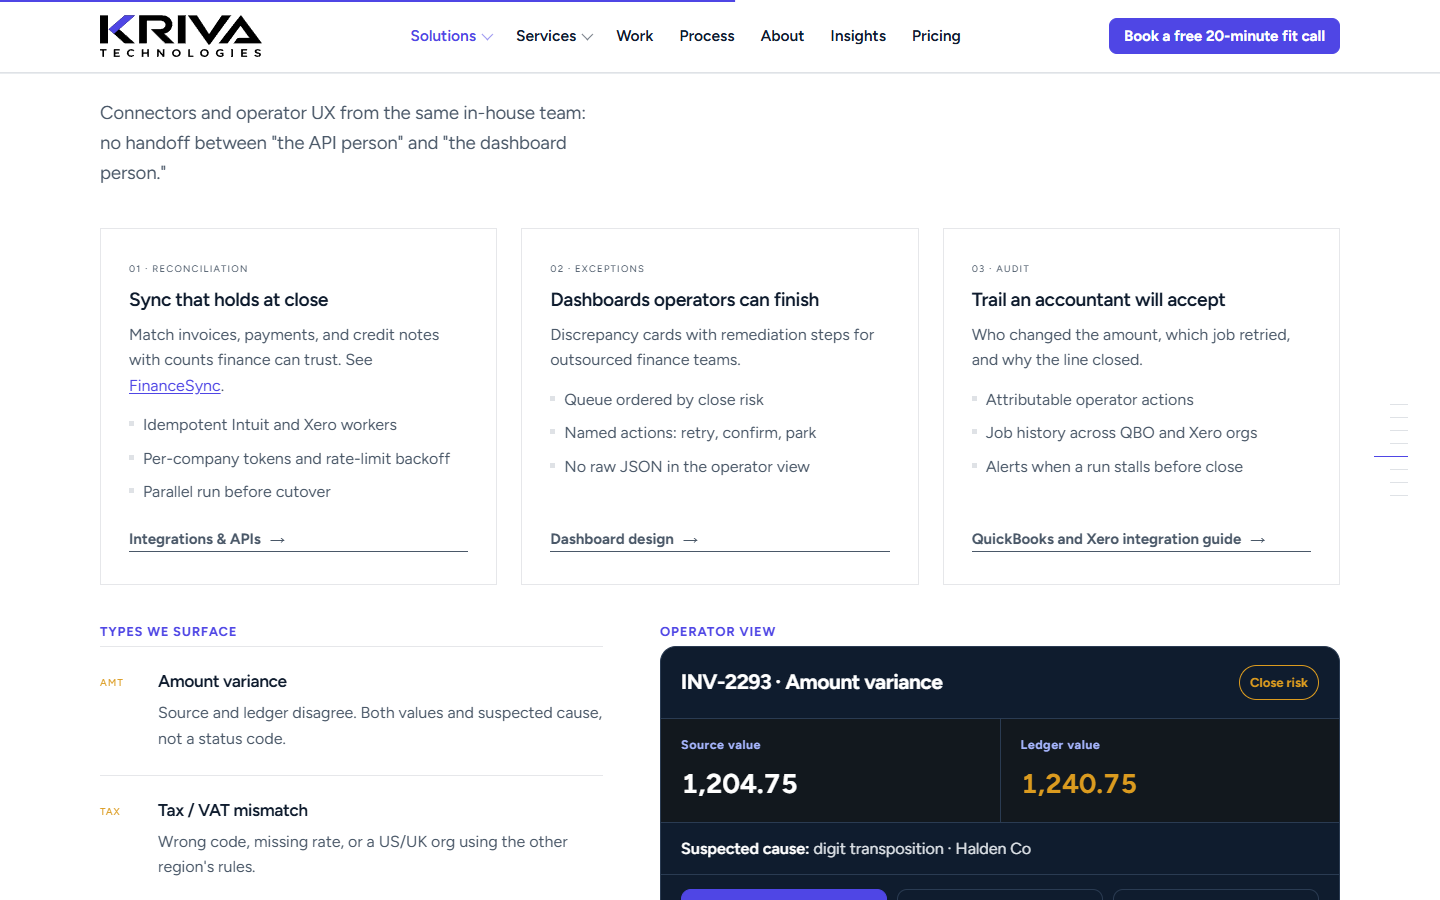 KRIVA
TECHNOLOGIES
Solutions
Services
Work
Process
About
Insights
Pricing
Book a free 20-minute fit call
Connectors and operator UX from the same in-house team:
no handoff between "the API person" and "the dashboard
person."
01 · RECONCILIATION
Sync that holds at close
Match invoices, payments, and credit notes
with counts finance can trust. See
FinanceSync.
Idempotent Intuit and Xero workers
Per-company tokens and rate-limit backoff
Parallel run before cutover
Integrations & APIs →
02 · EXCEPTIONS
Dashboards operators can finish
Discrepancy cards with remediation steps for
outsourced finance teams.
Queue ordered by close risk
Named actions: retry, confirm, park
No raw JSON in the operator view
Dashboard design →
03 · AUDIT
Trail an accountant will accept
Who changed the amount, which job retried,
and why the line closed.
Attributable operator actions
Job history across QBO and Xero orgs
Alerts when a run stalls before close
QuickBooks and Xero integration guide →
TYPES WE SURFACE
AMT
Amount variance
Source and ledger disagree. Both values and suspected cause,
not a status code.
TAX
Tax / VAT mismatch
Wrong code, missing rate, or a US/UK org using the other
region's rules.
OPERATOR VIEW
INV-2293 · Amount variance
Close risk
Source value
1,204.75
Ledger value
1,240.75
Suspected cause: digit transposition · Halden Co